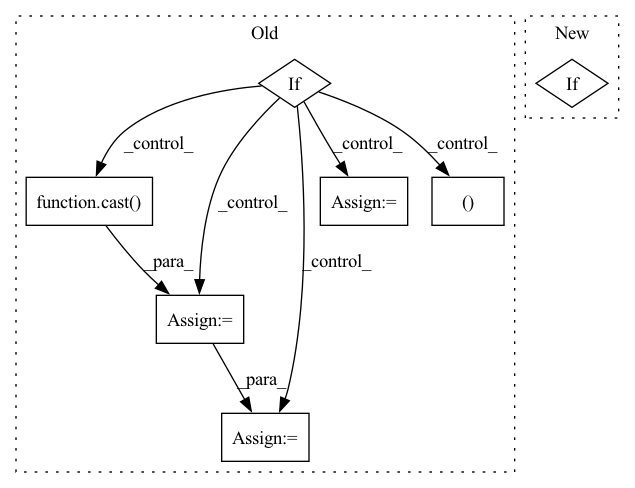 Old
New
If
If
_control_
_control_
_control_
_control_
_control_
function.cast()
Assign:=
()
_para_
Assign:=
_para_
Assign:=